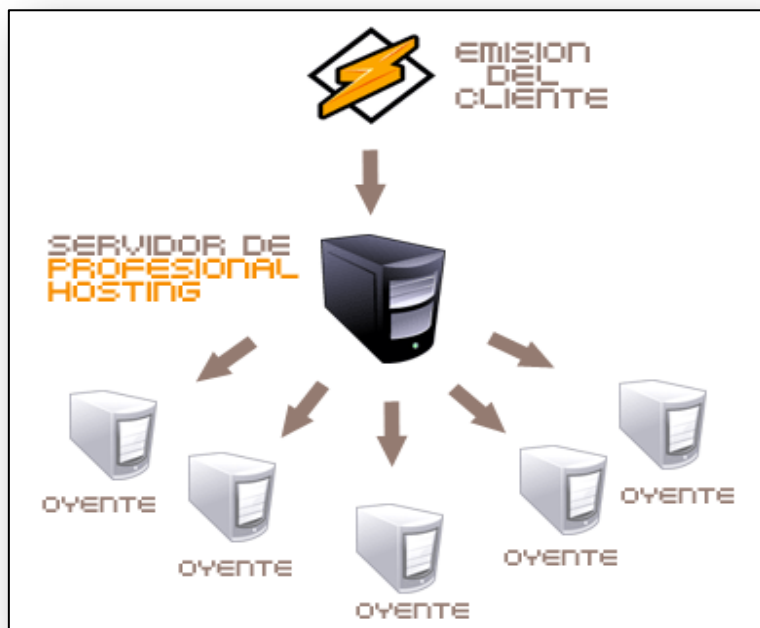 EMISION
DEL
CLIENTE
SERVIDOR DE
PROFESIONAL
HOSTING
OYENTE
OYENTE
OYENTE
OYENTE
OYENTE